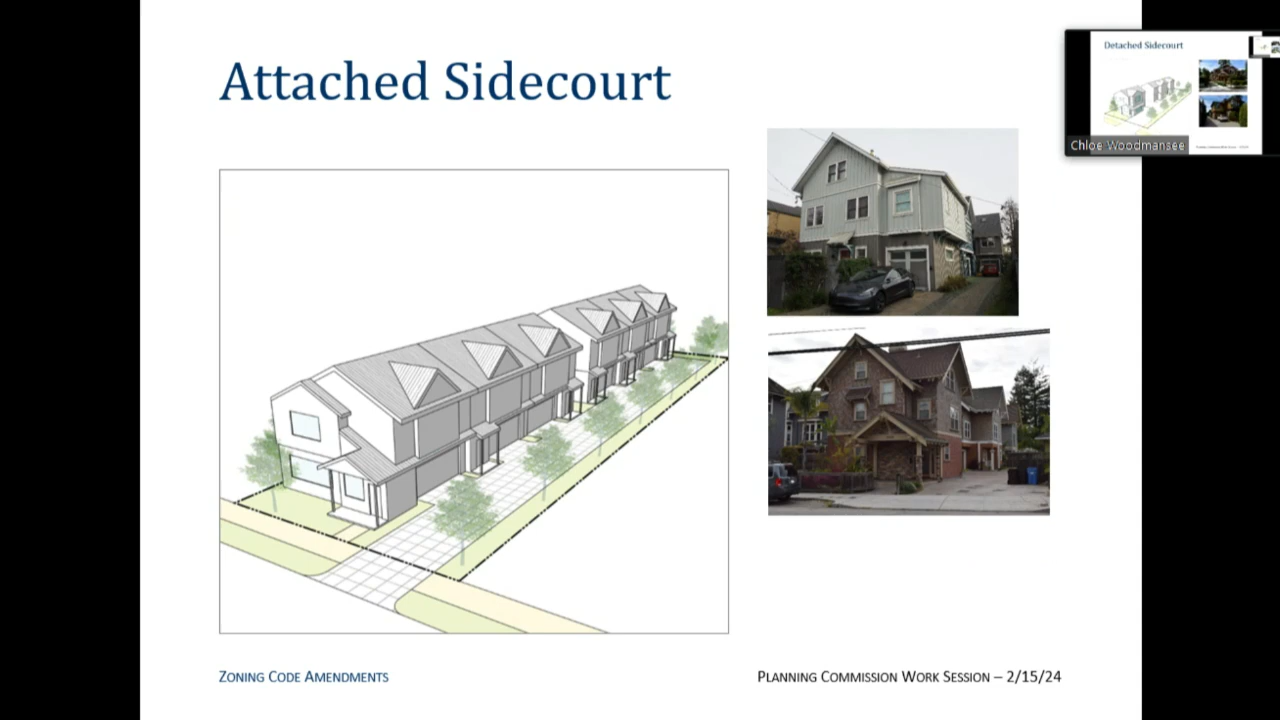 Attached Sidecourt
Detached Sidecourt
Chloe Woodmansee
ZONING CODE AMENDMENTS
PLANNING COMMISSION WORK SESSION – 2/15/24